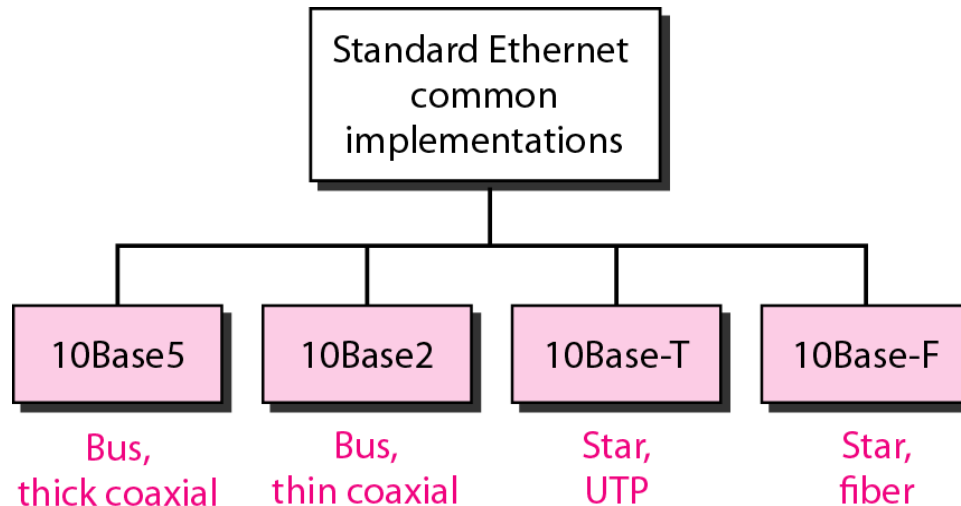 Standard Ethernet
common
implementations
10Base5
10Base2
10Base-T
10Base-F
Bus,
thick coaxial
Bus,
thin coaxial
Star,
UTP
Star,
fiber